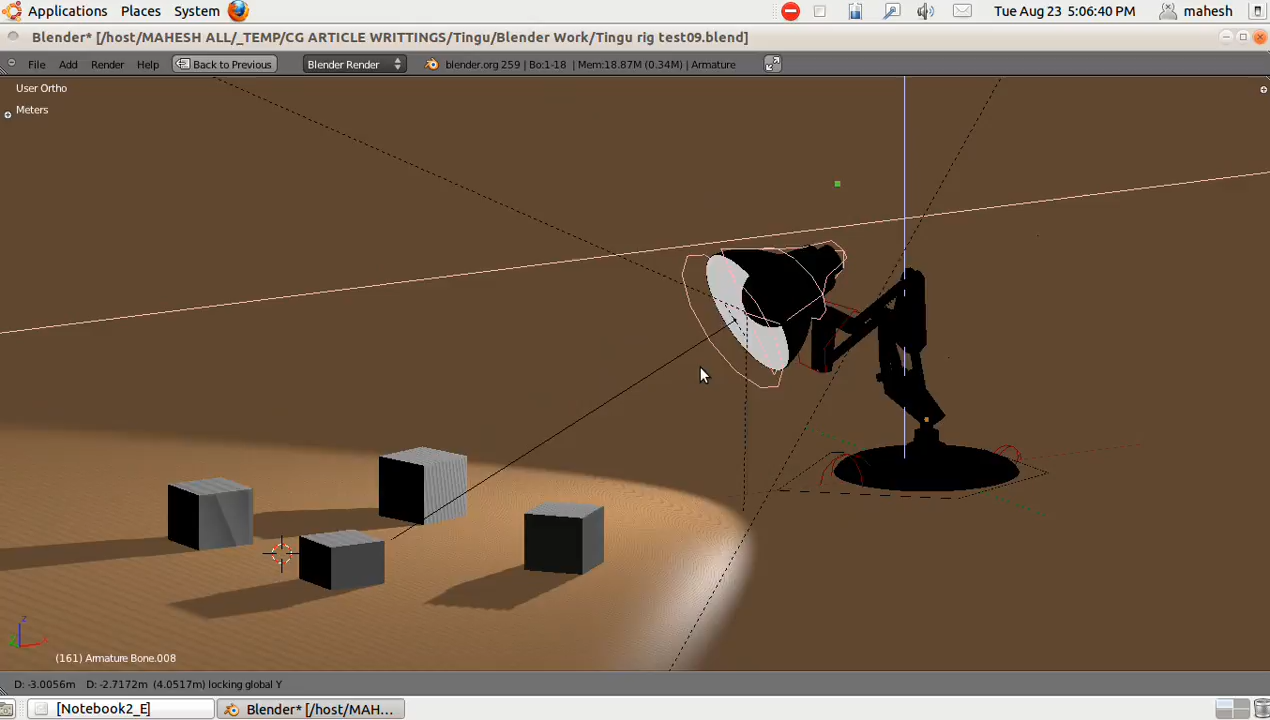 Applications Places System Tue Aug 23 5:06:40 PM mahesh
Blender* [/host/MAHESH ALL/_TEMP/CG ARTICLE WRITTINGS/Tingu/Blender Work/Tingu rig test09.blend]
File Add Render Help Back to Previous Blender Render blender.org 259 | Bo:1-18 | Mem:18.87M (0.34M) | Armature
User Ortho
Meters
z
(161) Armature Bone.008
D: -3.0056m D: -2.7172m (4.0517m) locking global Y
[Notebook2_E] Blender* [/host/MAH...